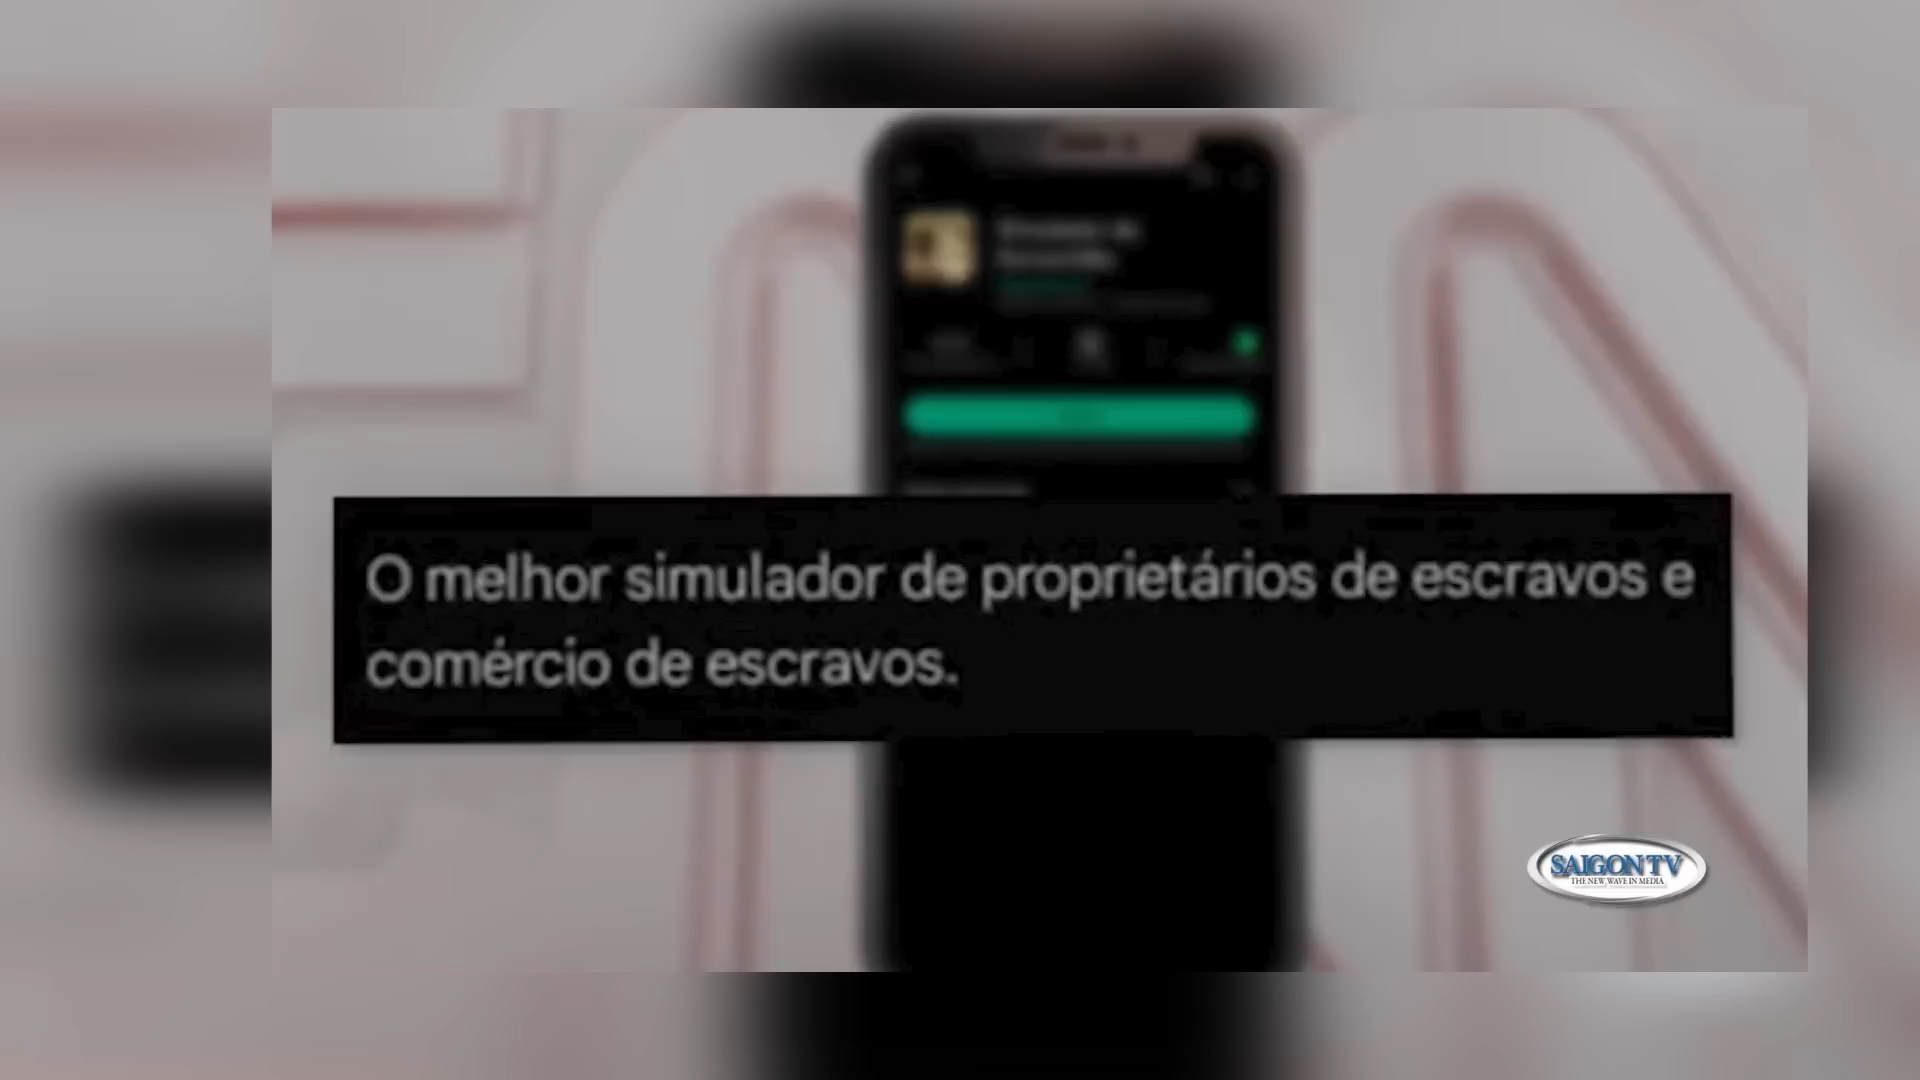 O melhor simulador de proprietários de escravos e
comércio de escravos.
SAIGON TV
THE NEW WAVE IN MEDIA